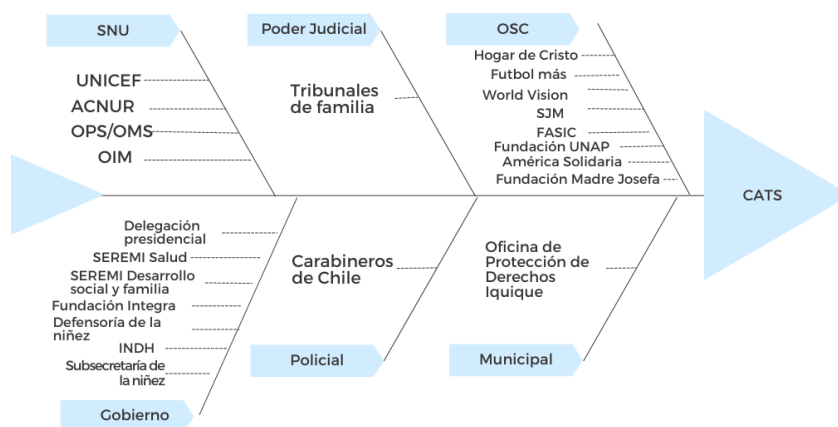 SNU
UNICEF
ACNUR
OPS/OMS
OIM
Poder Judicial
Tribunales
de familia
OSC
Hogar de Cristo
Futbol más
World Vision
SJM
FASIC
Fundación UNAP
América Solidaria
Fundación Madre Josefa
CATS
Delegación
presidencial
SEREMI Salud
SEREMI Desarrollo
social y familia
Fundación Integra
Defensoría de la
niñez
INDH
Subsecretaría de
la niñez
Gobierno
Carabineros
de Chile
Policial
Oficina de
Protección de
Derechos
Iquique
Municipal